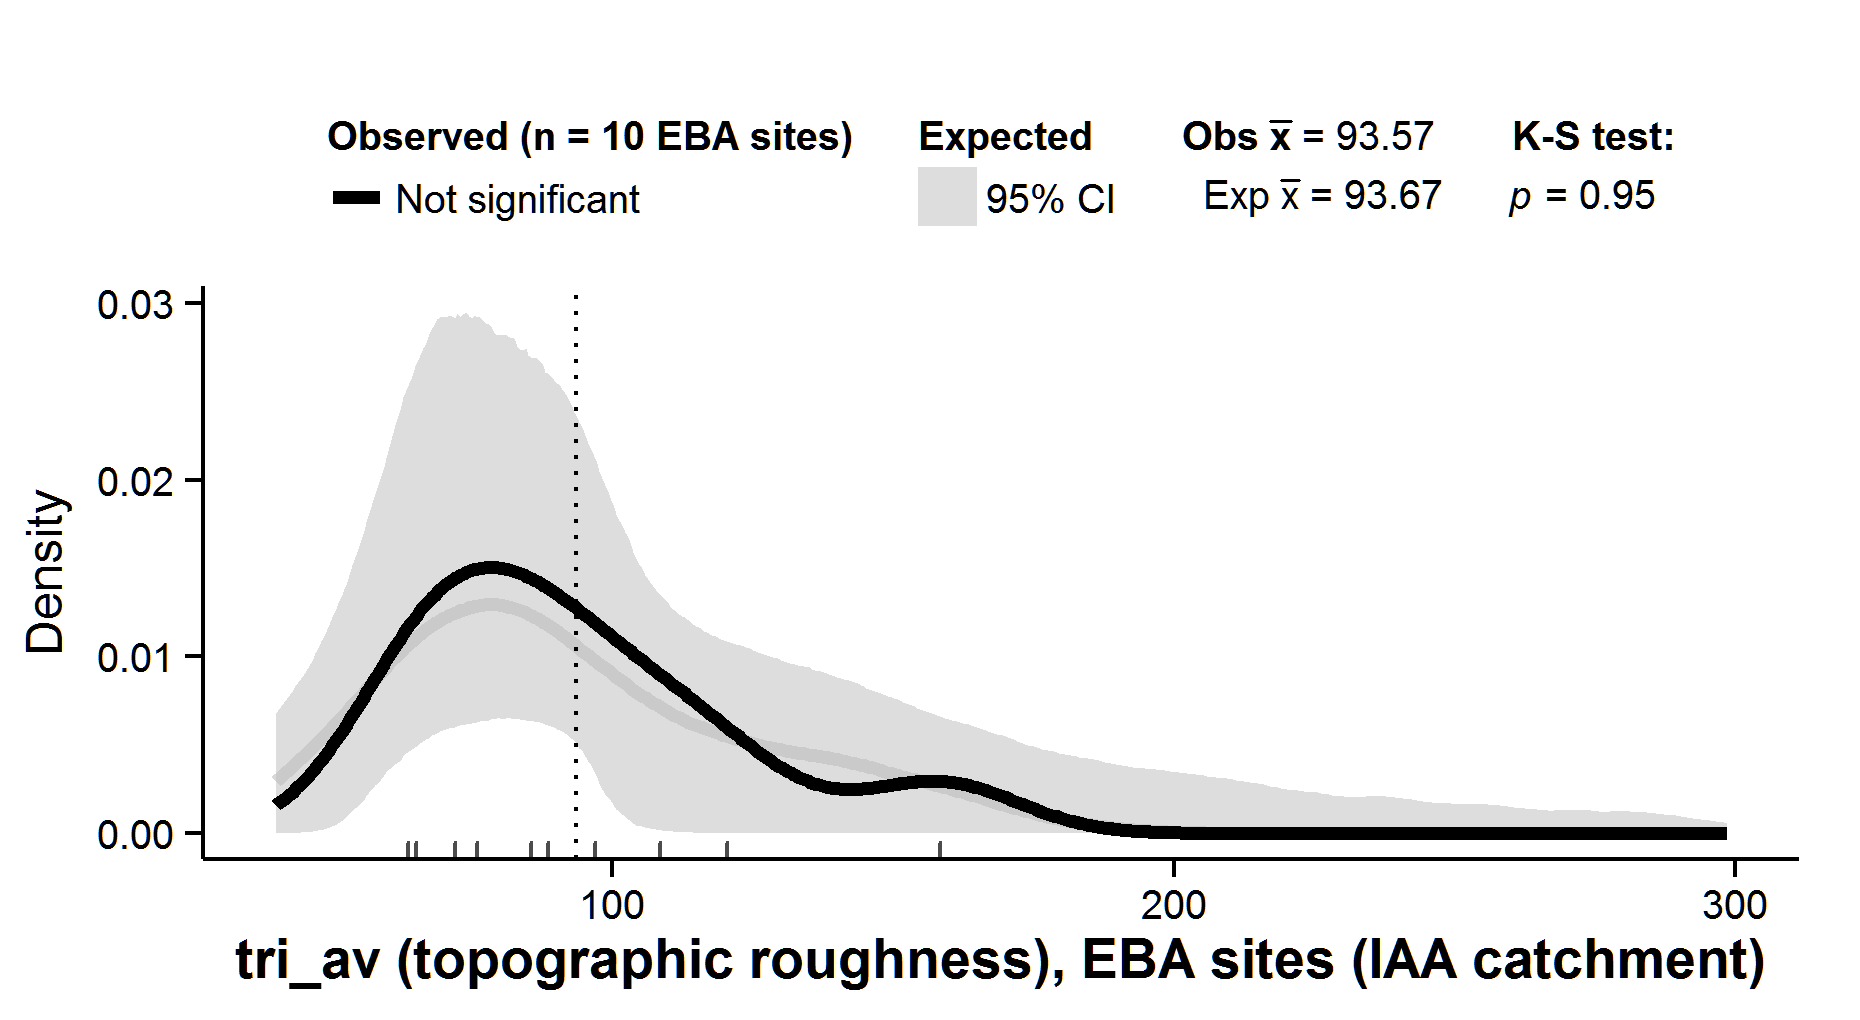 Observed (n = 10 EBA sites) Expected Obs x̅ = 93.57 K-S test:
Not significant 95% CI Exp x̅ = 93.67 p = 0.95
0.03
0.02
0.01
0.00
Density
100 200 300
tri_av (topographic roughness), EBA sites (IAA catchment)